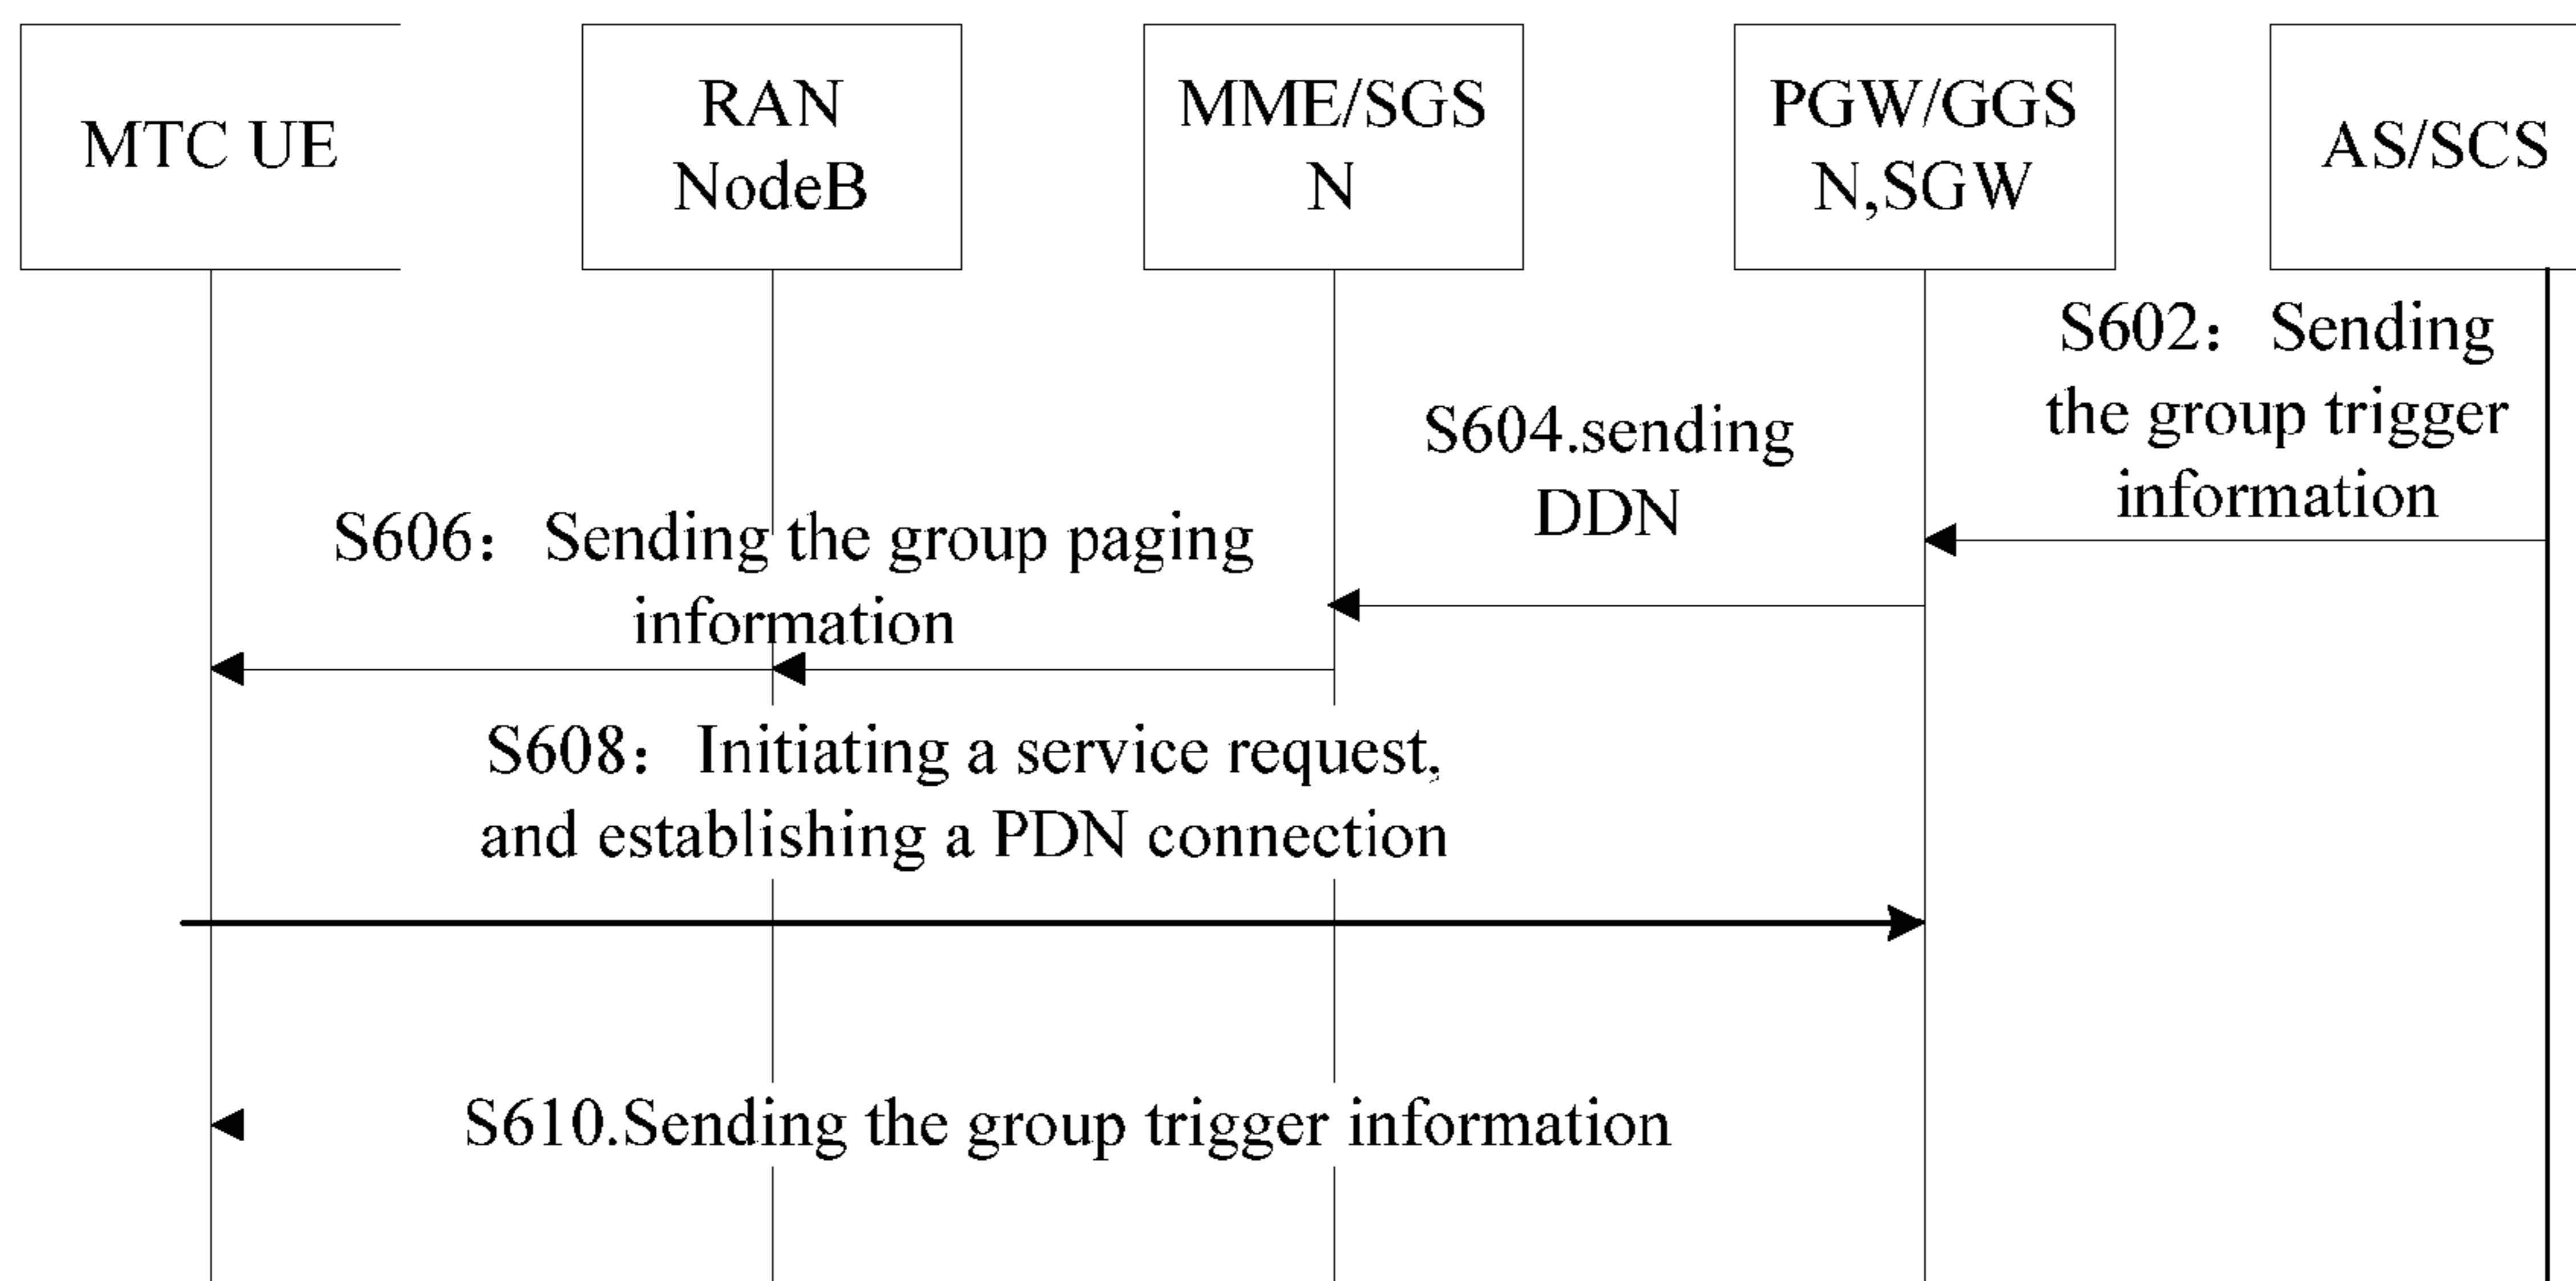 MTC UE
RAN
NodeB
MME/SGS
N
PGW/GGS
N,SGW
AS/SCS
S602： Sending
the group trigger
information
S604.sending
DDN
S606： Sending the group paging
information
S608： Initiating a service request,
and establishing a PDN connection
S610.Sending the group trigger information